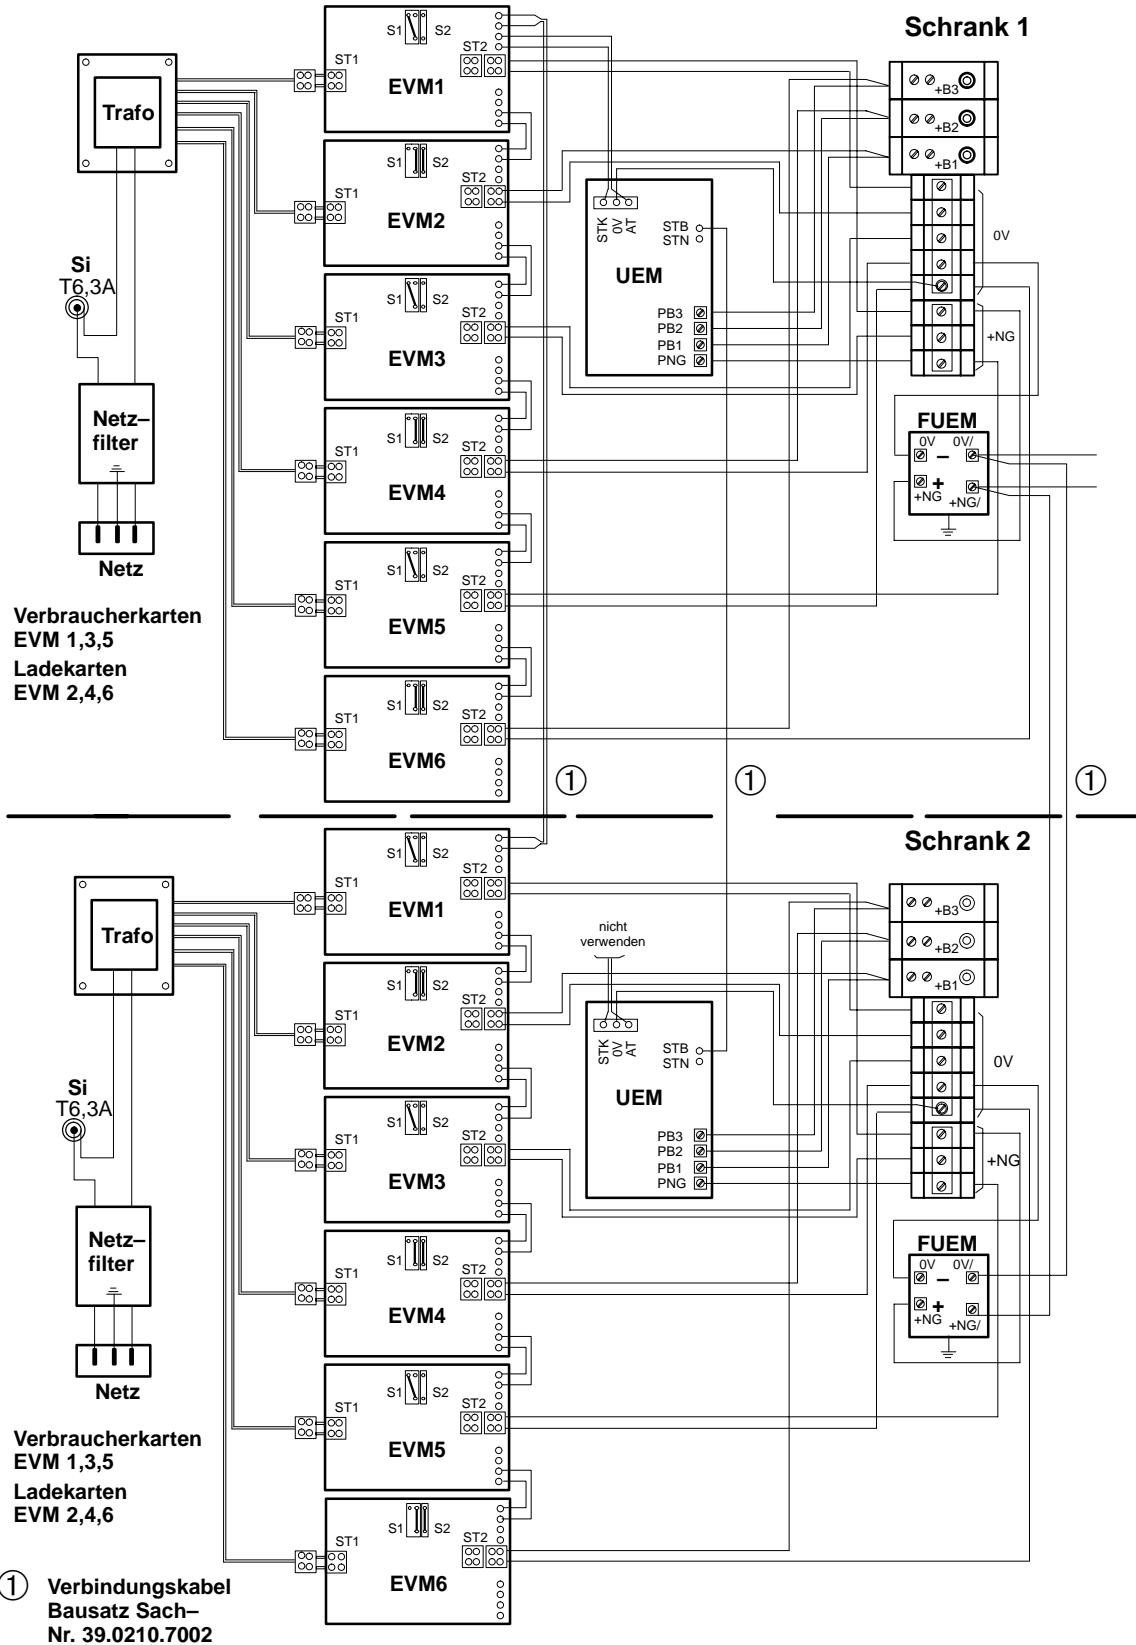 Schrank 1
Trafo
Si
T6,3A
Netz–
filter
Netz
Verbraucherkarten
EVM 1,3,5
Ladekarten
EVM 2,4,6
S1 S2
ST1 ST2
EVM1
S1 S2
ST1 ST2
EVM2
S1 S2
ST1 ST2
EVM3
S1 S2
ST1 ST2
EVM4
S1 S2
ST1 ST2
EVM5
S1 S2
ST1 ST2
EVM6
STK 0V AT
STB
STN
UEM
PB3
PB2
PB1
PNG
+B3
+B2
+B1
0V
+NG
FUEM
0V 0V/
– 
+
+NG +NG/
① ① ①
Schrank 2
Trafo
Si
T6,3A
Netz–
filter
Netz
Verbraucherkarten
EVM 1,3,5
Ladekarten
EVM 2,4,6
S1 S2
ST1 ST2
EVM1
S1 S2
ST1 ST2
EVM2
S1 S2
ST1 ST2
EVM3
S1 S2
ST1 ST2
EVM4
S1 S2
ST1 ST2
EVM5
S1 S2
ST1 ST2
EVM6
nicht
verwenden
STK 0V AT
STB
STN
UEM
PB3
PB2
PB1
PNG
+B3
+B2
+B1
0V
+NG
FUEM
0V 0V/
–
+
+NG +NG/
① Verbindungskabel
Bausatz Sach–
Nr. 39.0210.7002